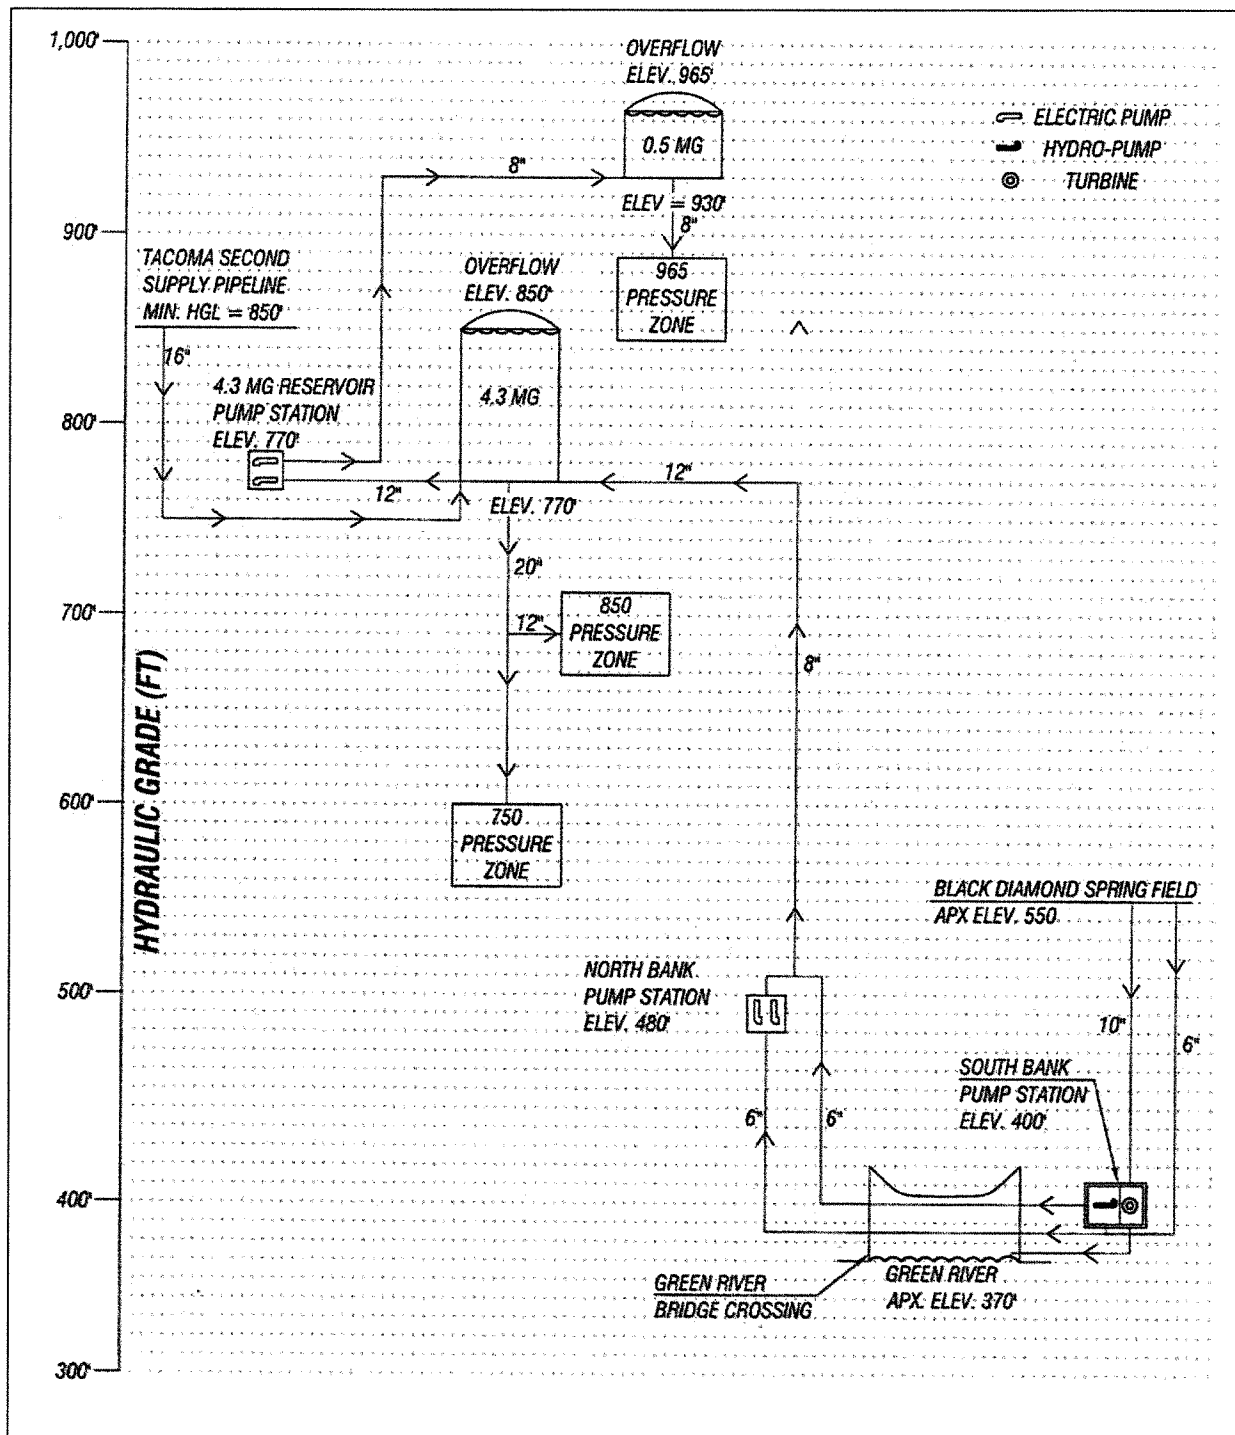 1,000'
900'
800'
700'
600'
500'
400'
300'
HYDRAULIC GRADE (FT)
OVERFLOW
ELEV. 965'
0.5 MG
ELEV = 930'
8"
8"
965
PRESSURE
ZONE
ELECTRIC PUMP
HYDRO-PUMP
TURBINE
TACOMA SECOND
SUPPLY PIPELINE
MIN. HGL = 850'
16"
OVERFLOW
ELEV. 850'
4.3 MG
4.3 MG RESERVOIR
PUMP STATION
ELEV. 770'
12"
12"
ELEV. 770'
20"
12"
850
PRESSURE
ZONE
8"
750
PRESSURE
ZONE
BLACK DIAMOND SPRING FIELD
APX ELEV. 550
NORTH BANK
PUMP STATION
ELEV. 480'
10"
6"
SOUTH BANK
PUMP STATION
ELEV. 400'
6"
6"
GREEN RIVER
BRIDGE CROSSING
GREEN RIVER
APX. ELEV. 370'